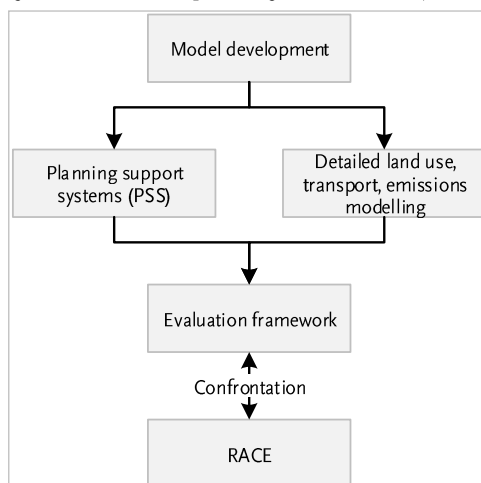 Model development
Planning support
systems (PSS)
Detailed land use,
transport, emissions
modelling
Evaluation framework
Confrontation
RACE